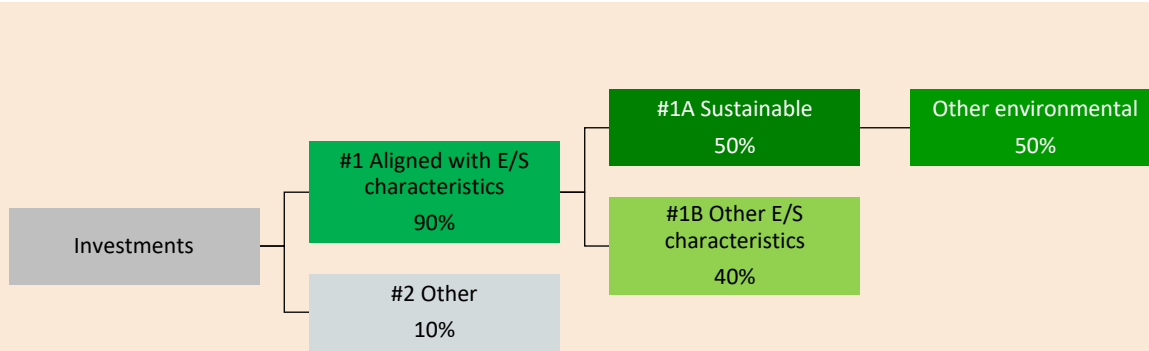 Investments
#1 Aligned with E/S
characteristics
90%
#2 Other
10%
#1A Sustainable
50%
#1B Other E/S
characteristics
40%
Other environmental
50%